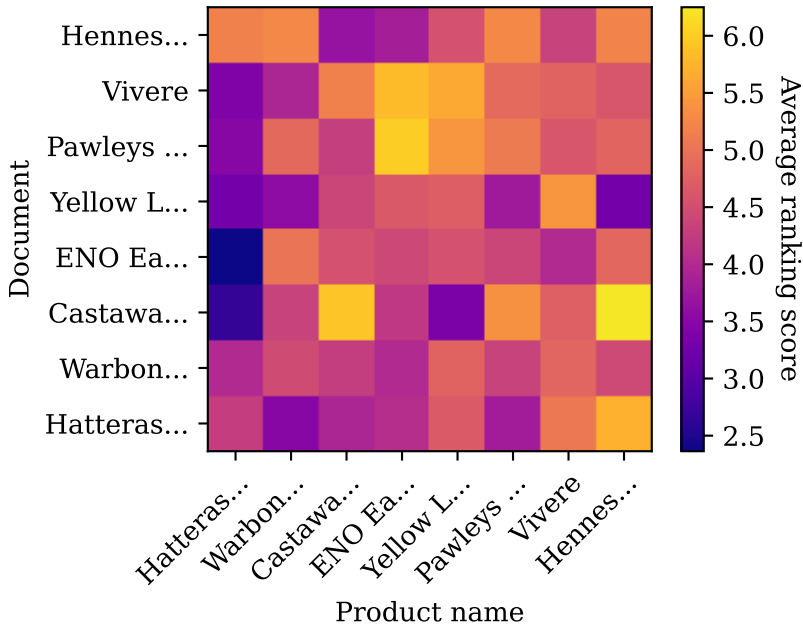 Hennes...
Vivere
Pawleys ...
Yellow L...
ENO Ea...
Castawa...
Warbon...
Hatteras...
Document
Hatteras...
Warbon...
Castawa...
ENO Ea...
Yellow L...
Pawleys ...
Vivere
Hennes...
Product name
6.0
5.5
5.0
4.5
4.0
3.5
3.0
2.5
Average ranking score